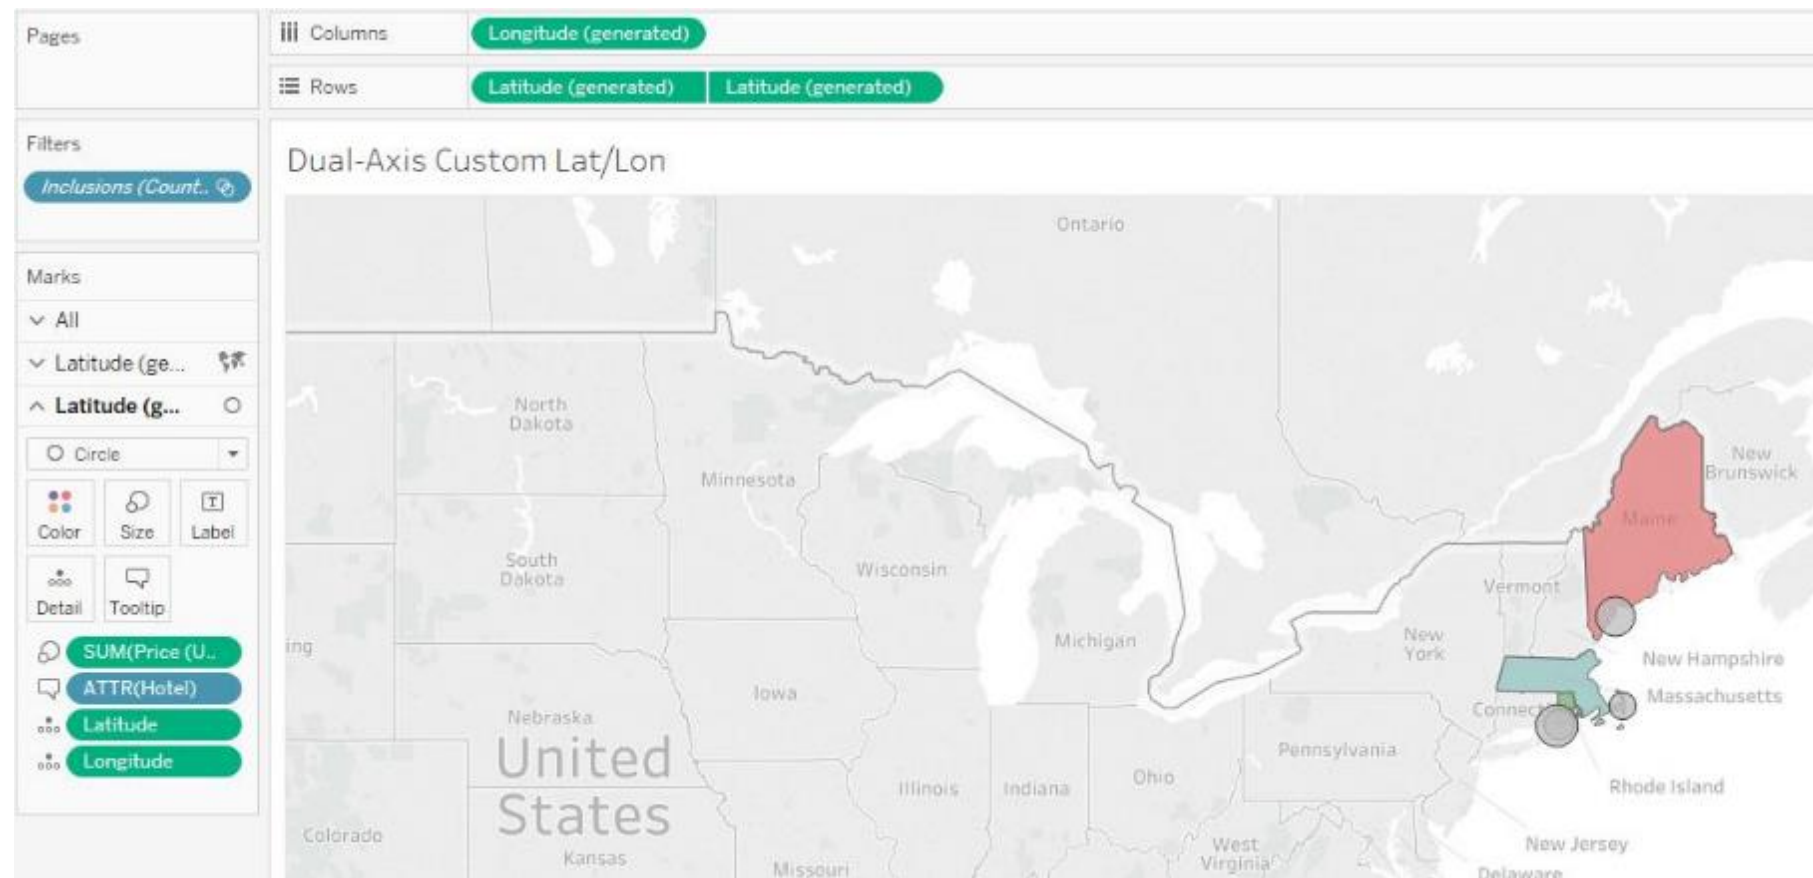 Pages
Columns
Longitude (generated)
Rows
Latitude (generated)
Latitude (generated)
Filters
Inclusions (Count..
Dual-Axis Custom Lat/Lon
Marks
All
Latitude (ge...
Latitude (g...
Circle
Color
Size
Label
Detail
Tooltip
SUM(Price (U..
ATTR(Hotel)
Latitude
Longitude
Ontario
North
Dakota
Minnesota
New
Brunswick
Maine
South
Dakota
Wisconsin
Vermont
ing
Michigan
New
York
New Hampshire
Iowa
Massachusetts
Nebraska
Connect
United
States
Pennsylvania
Illinois
Indiana
Ohio
Rhode Island
Colorado
Kansas
Missouri
West
Virginia
New Jersey
Delaware